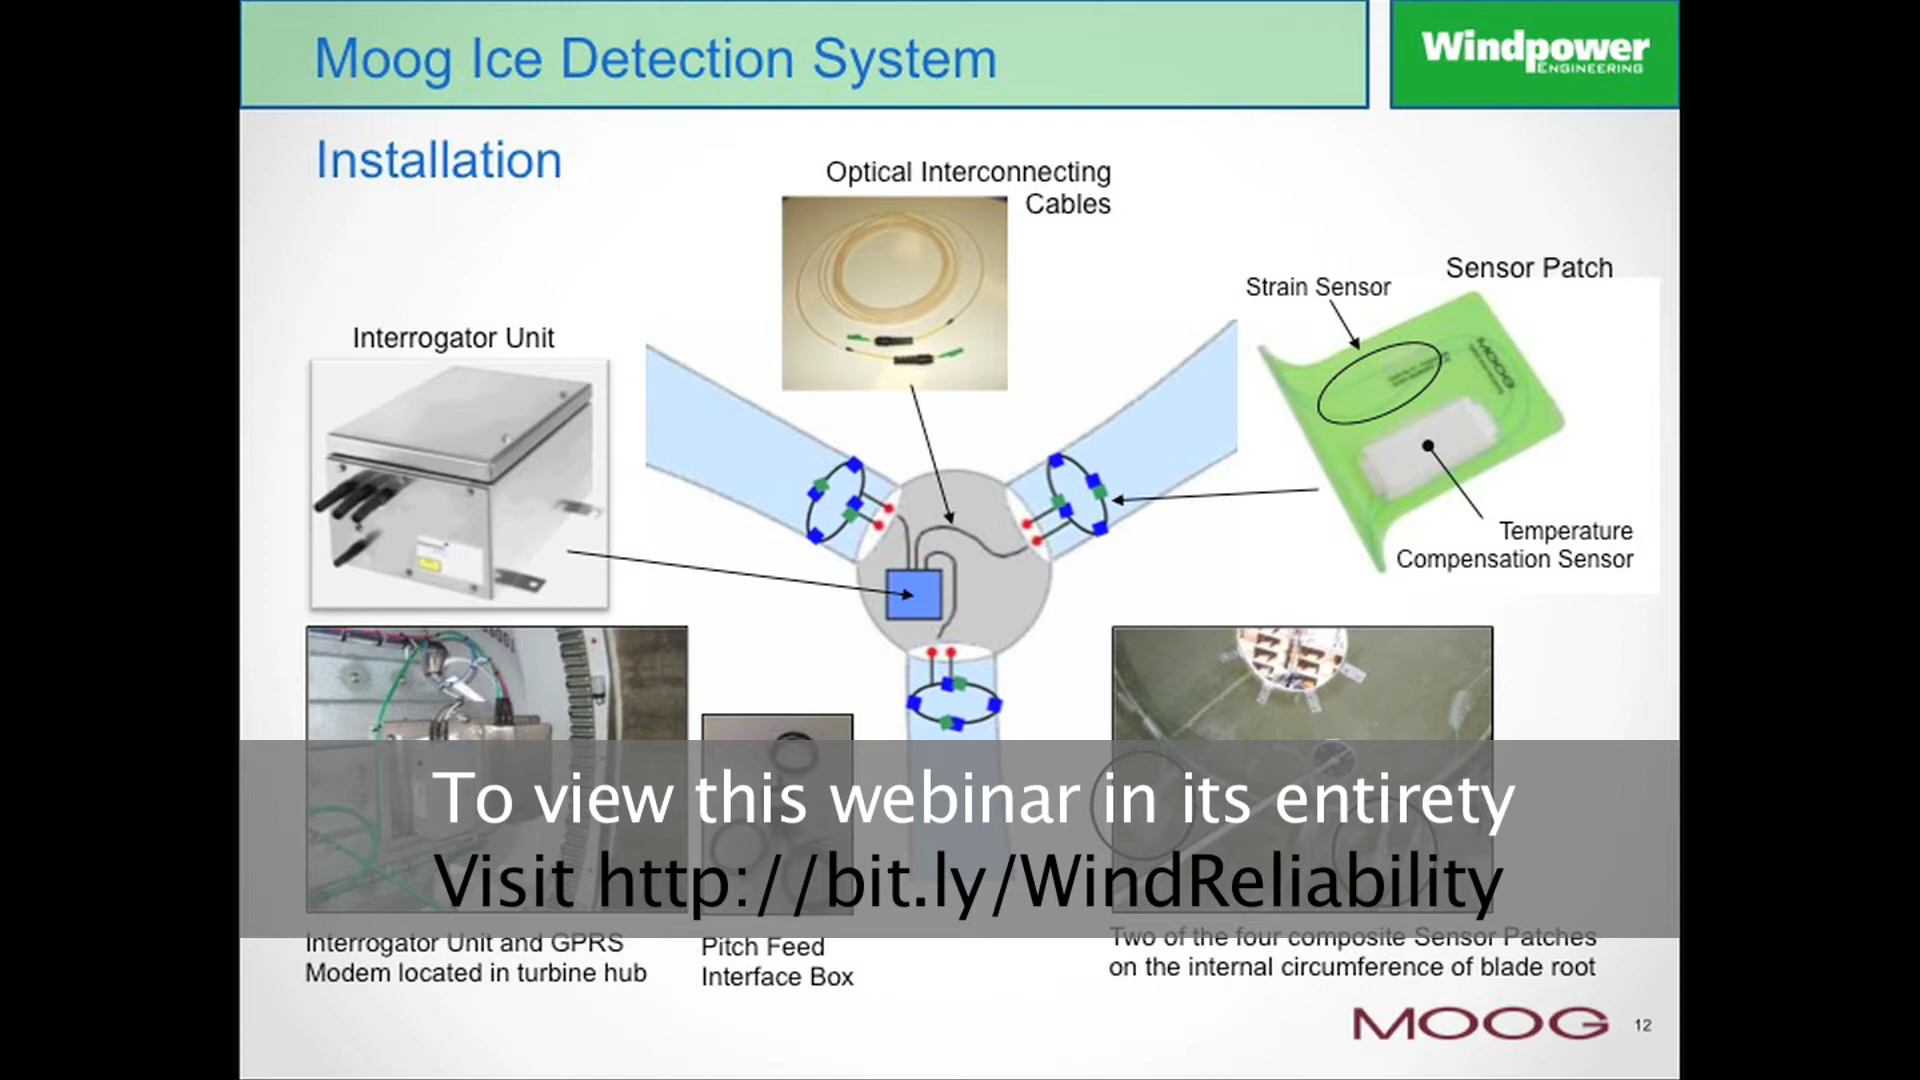 Moog Ice Detection System
Windpower
ENGINEERING
Installation
Optical Interconnecting
Cables
Sensor Patch
Strain Sensor
Interrogator Unit
MOOG
Temperature
Compensation Sensor
To view this webinar in its entirety
Visit http://bit.ly/WindReliability
Interrogator Unit and GPRS
Modem located in turbine hub
Pitch Feed
Interface Box
Two of the four composite Sensor Patches
on the internal circumference of blade root
MOOG
12